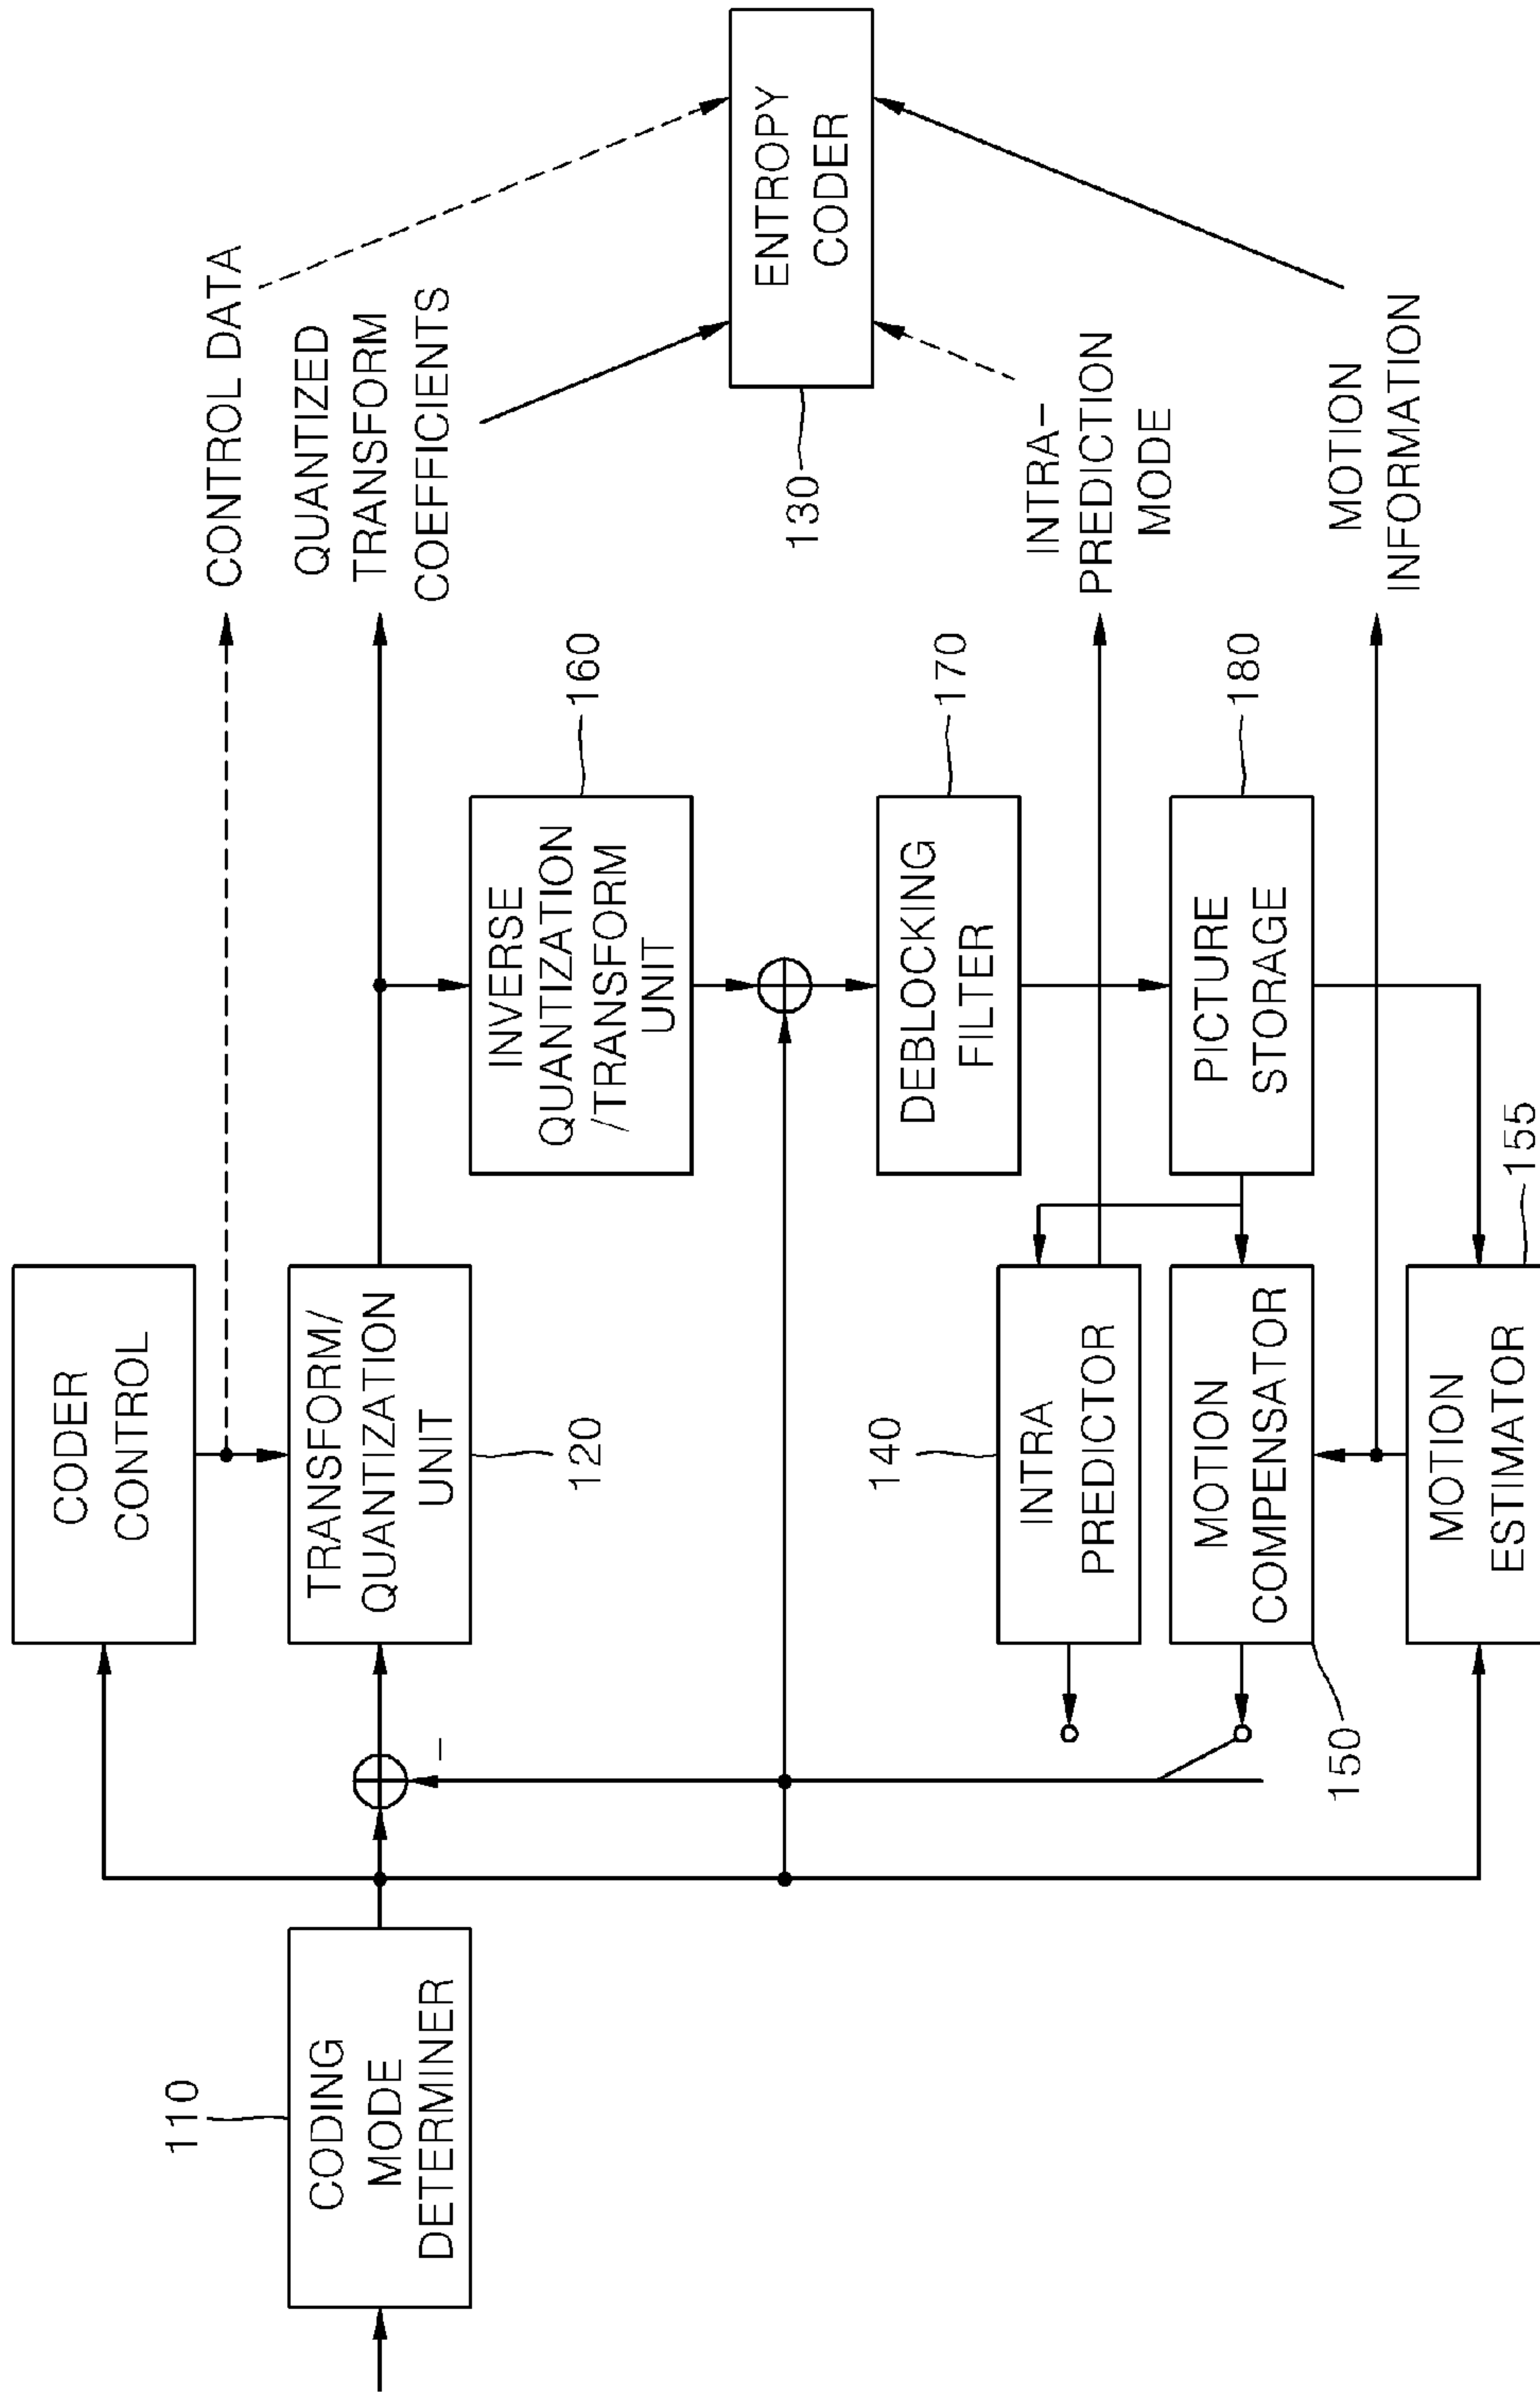 CODER
CONTROL
CONTROL DATA
110
CODING
MODE
DETERMINER
TRANSFORM/
QUANTIZATION
UNIT
120
QUANTIZED
TRANSFORM
COEFFICIENTS
INVERSE
QUANTIZATION
/TRANSFORM
UNIT
160
ENTROPY
CODER
130
DEBLOCKING
FILTER
170
140
INTRA
PREDICTOR
INTRA-
PREDICTION
MODE
MOTION
COMPENSATOR
150
PICTURE
STORAGE
180
MOTION
INFORMATION
MOTION
ESTIMATOR
155